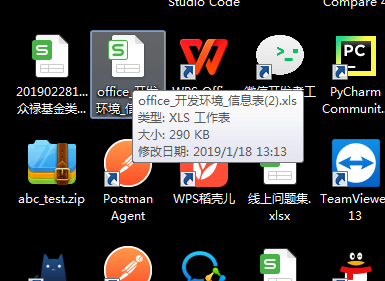 Studio Code
Compare 4
201902281...
众禄基金类...
office_开发
环境_信息
WPS Offi
微信开发者工
PyCharm
Communit...
office_开发环境_信息表(2).xls
类型: XLS 工作表
大小: 290 KB
修改日期: 2019/1/18 13:13
abc_test.zip
Postman
Agent
WPS稻壳儿
线上问题集.
xlsx
TeamViewer
13